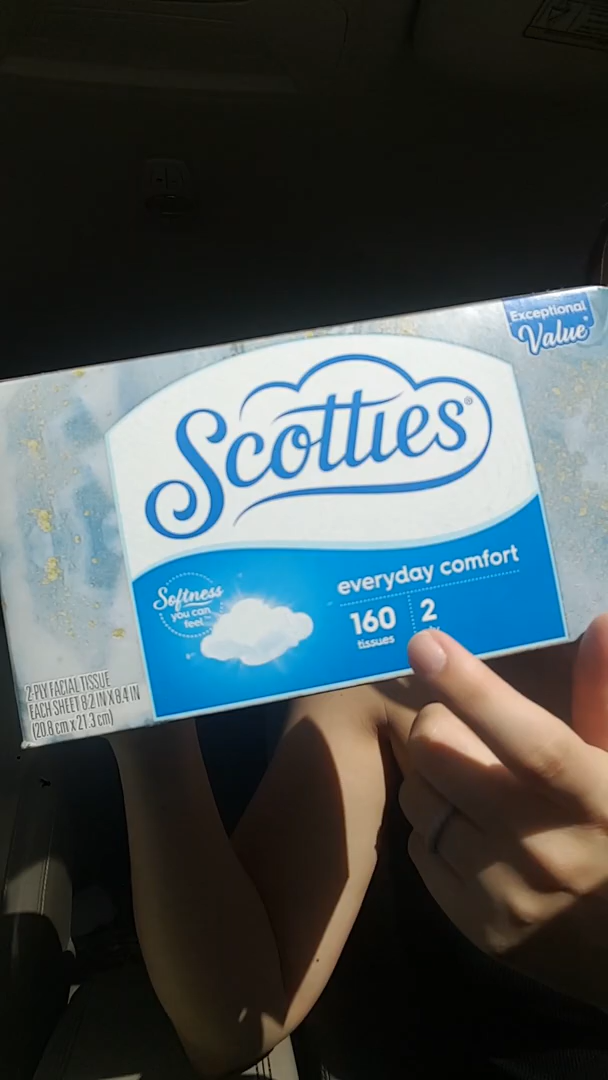 Exceptional
Value*
Scotties®
Softness
you can
feel™
everyday comfort
160
tissues
2
2-PLY FACIAL TISSUE
EACH SHEET 8.2 IN X 8.4 IN
(20.8 cm x 21.3 cm)